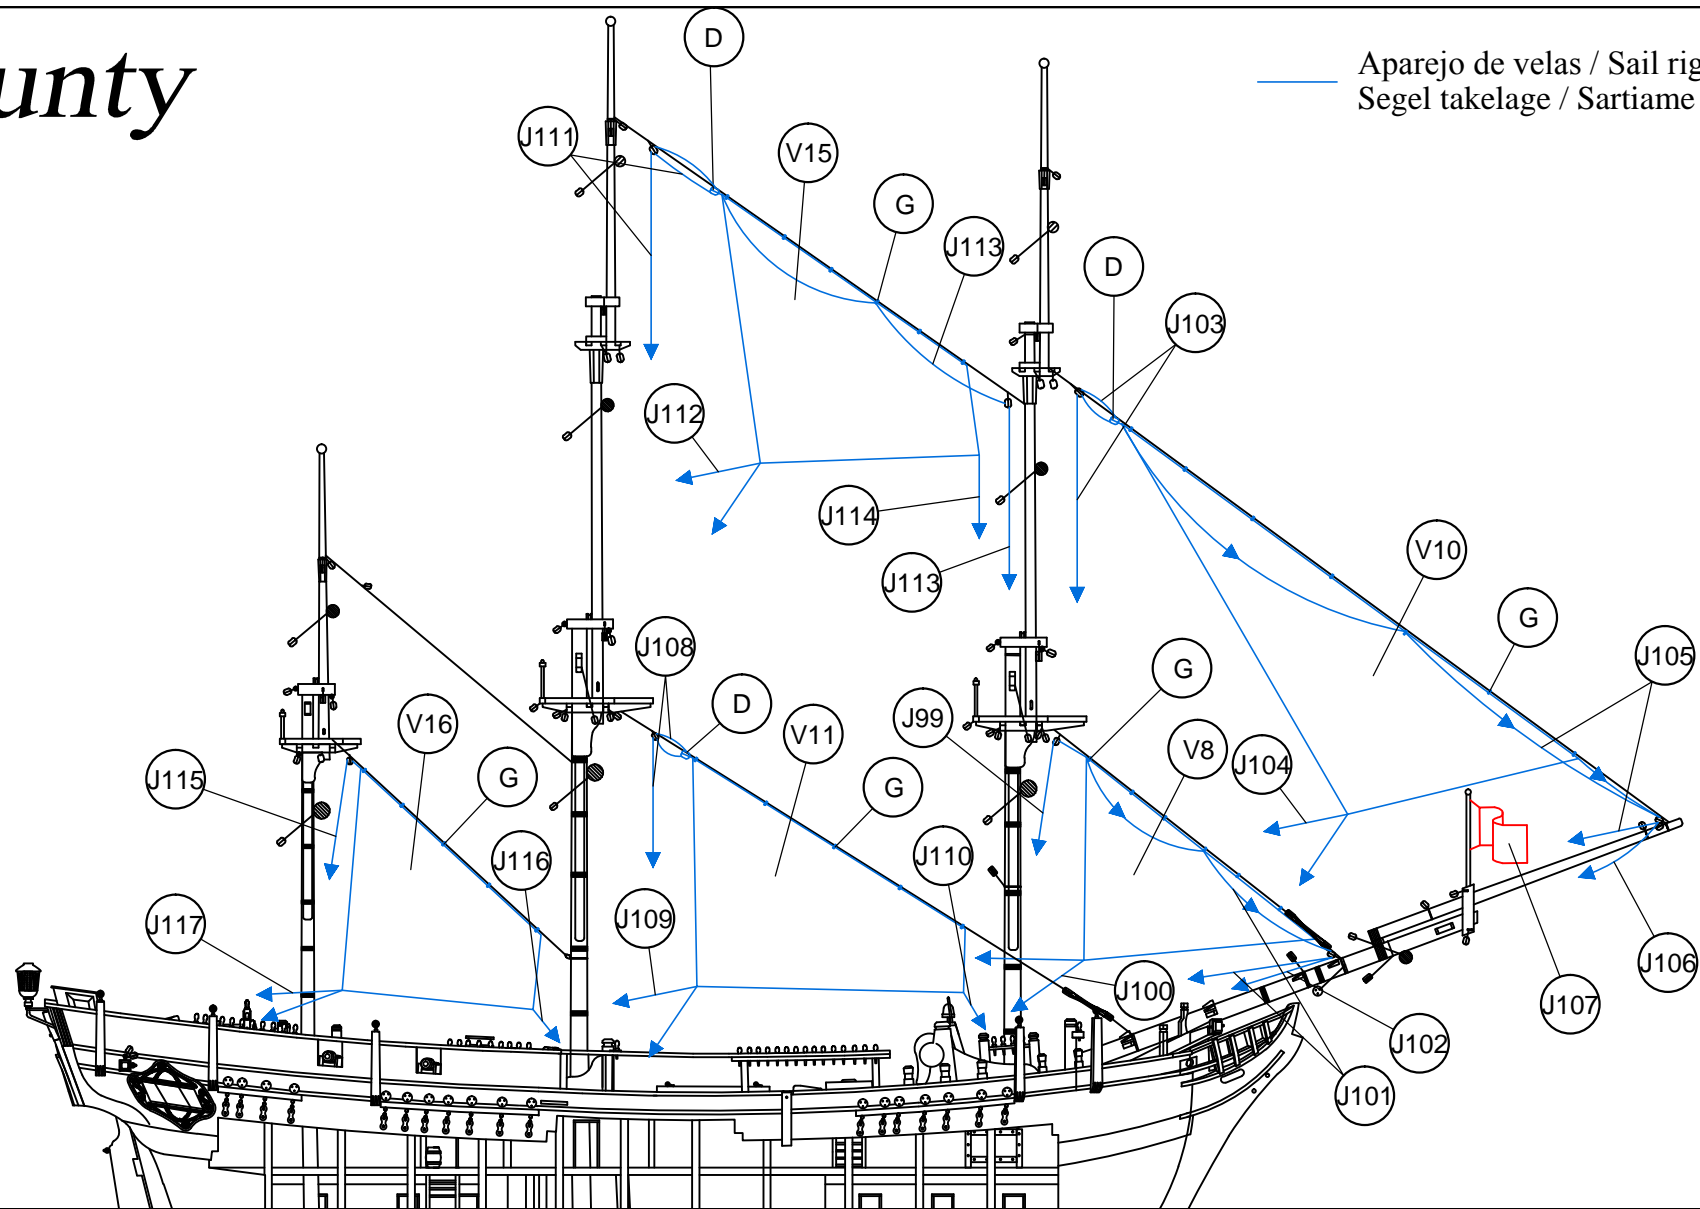 unty
Aparejo de velas / Sail rig
Segel takelage / Sartiame
D
J111
V15
G
J113
D
J103
J112
J114
J113
V10
G
J105
J108
D
V11
G
J99
G
V8
J104
V16
G
J115
J116
J110
J109
J117
J100
J107
J106
J102
J101